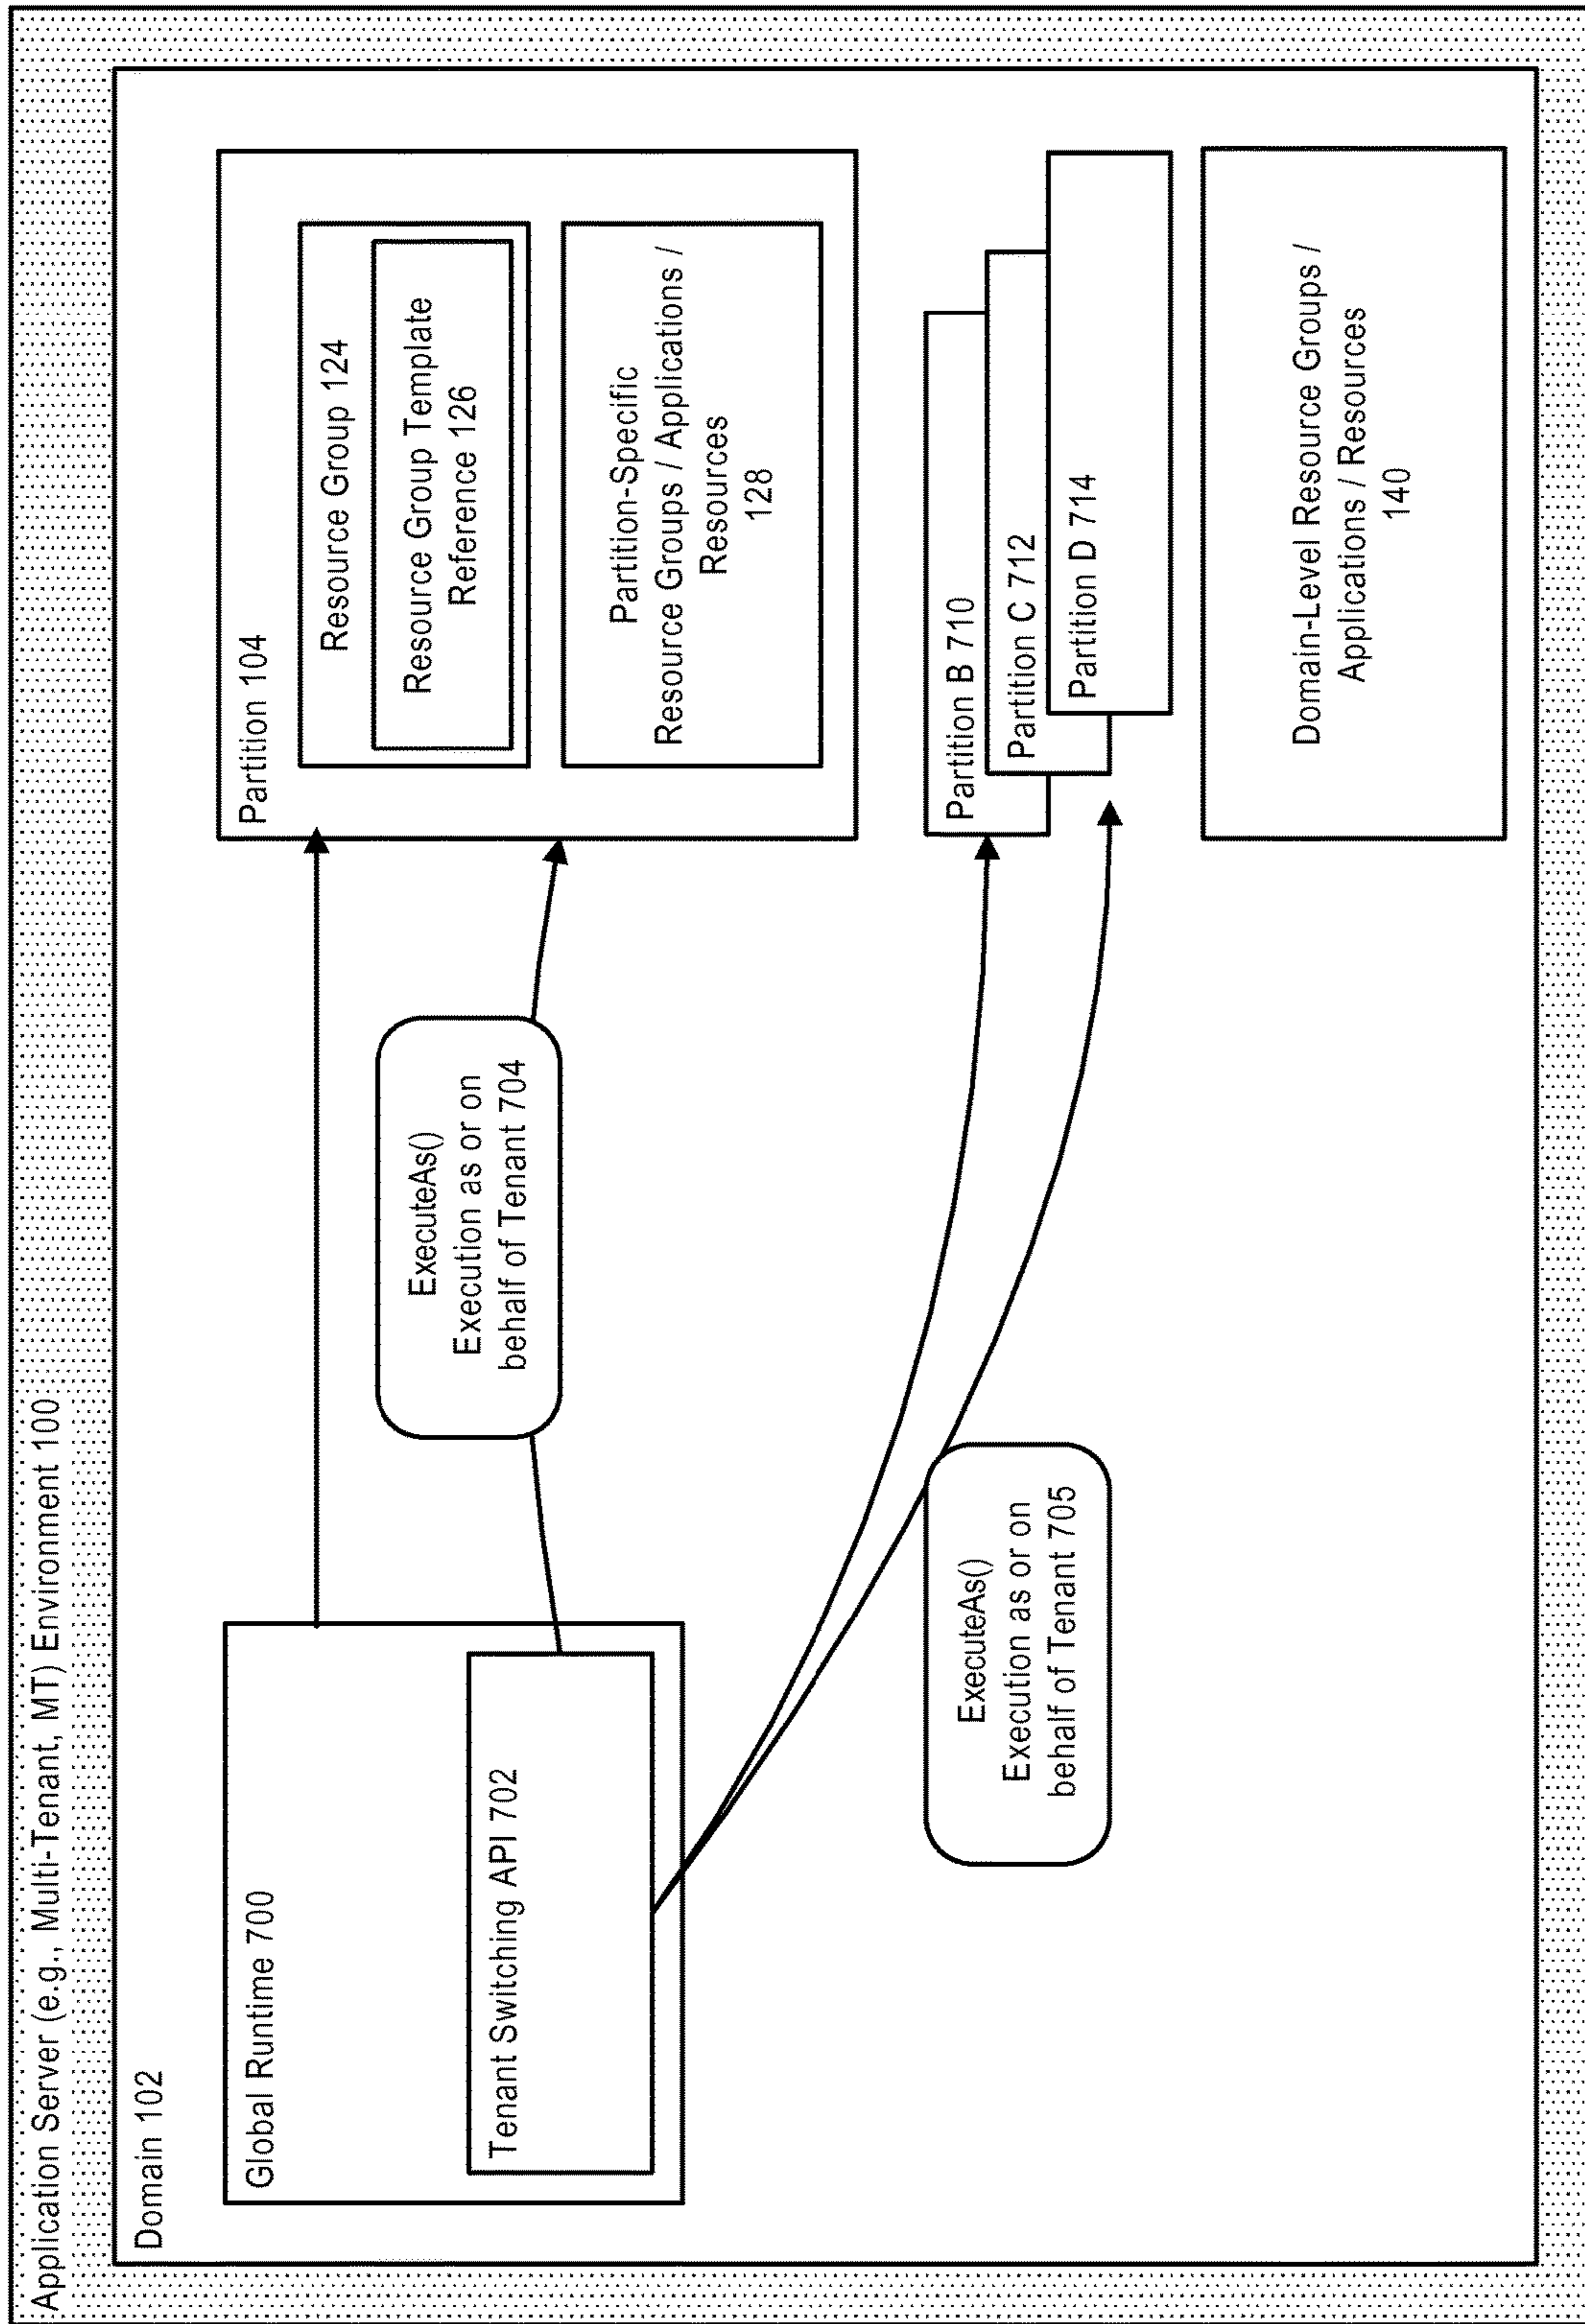 Application Server (e.g., Multi-Tenant, MT) Environment 100
Domain 102
Global Runtime 700
Tenant Switching API 702
ExecuteAs()
Execution as or on
behalf of Tenant 704
ExecuteAs()
Execution as or on
behalf of Tenant 705
Partition 104
Resource Group 124
Resource Group Template
Reference 126
Partition-Specific
Resource Groups / Applications /
Resources
128
Partition B 710
Partition C 712
Partition D 714
Domain-Level Resource Groups /
Applications / Resources
140